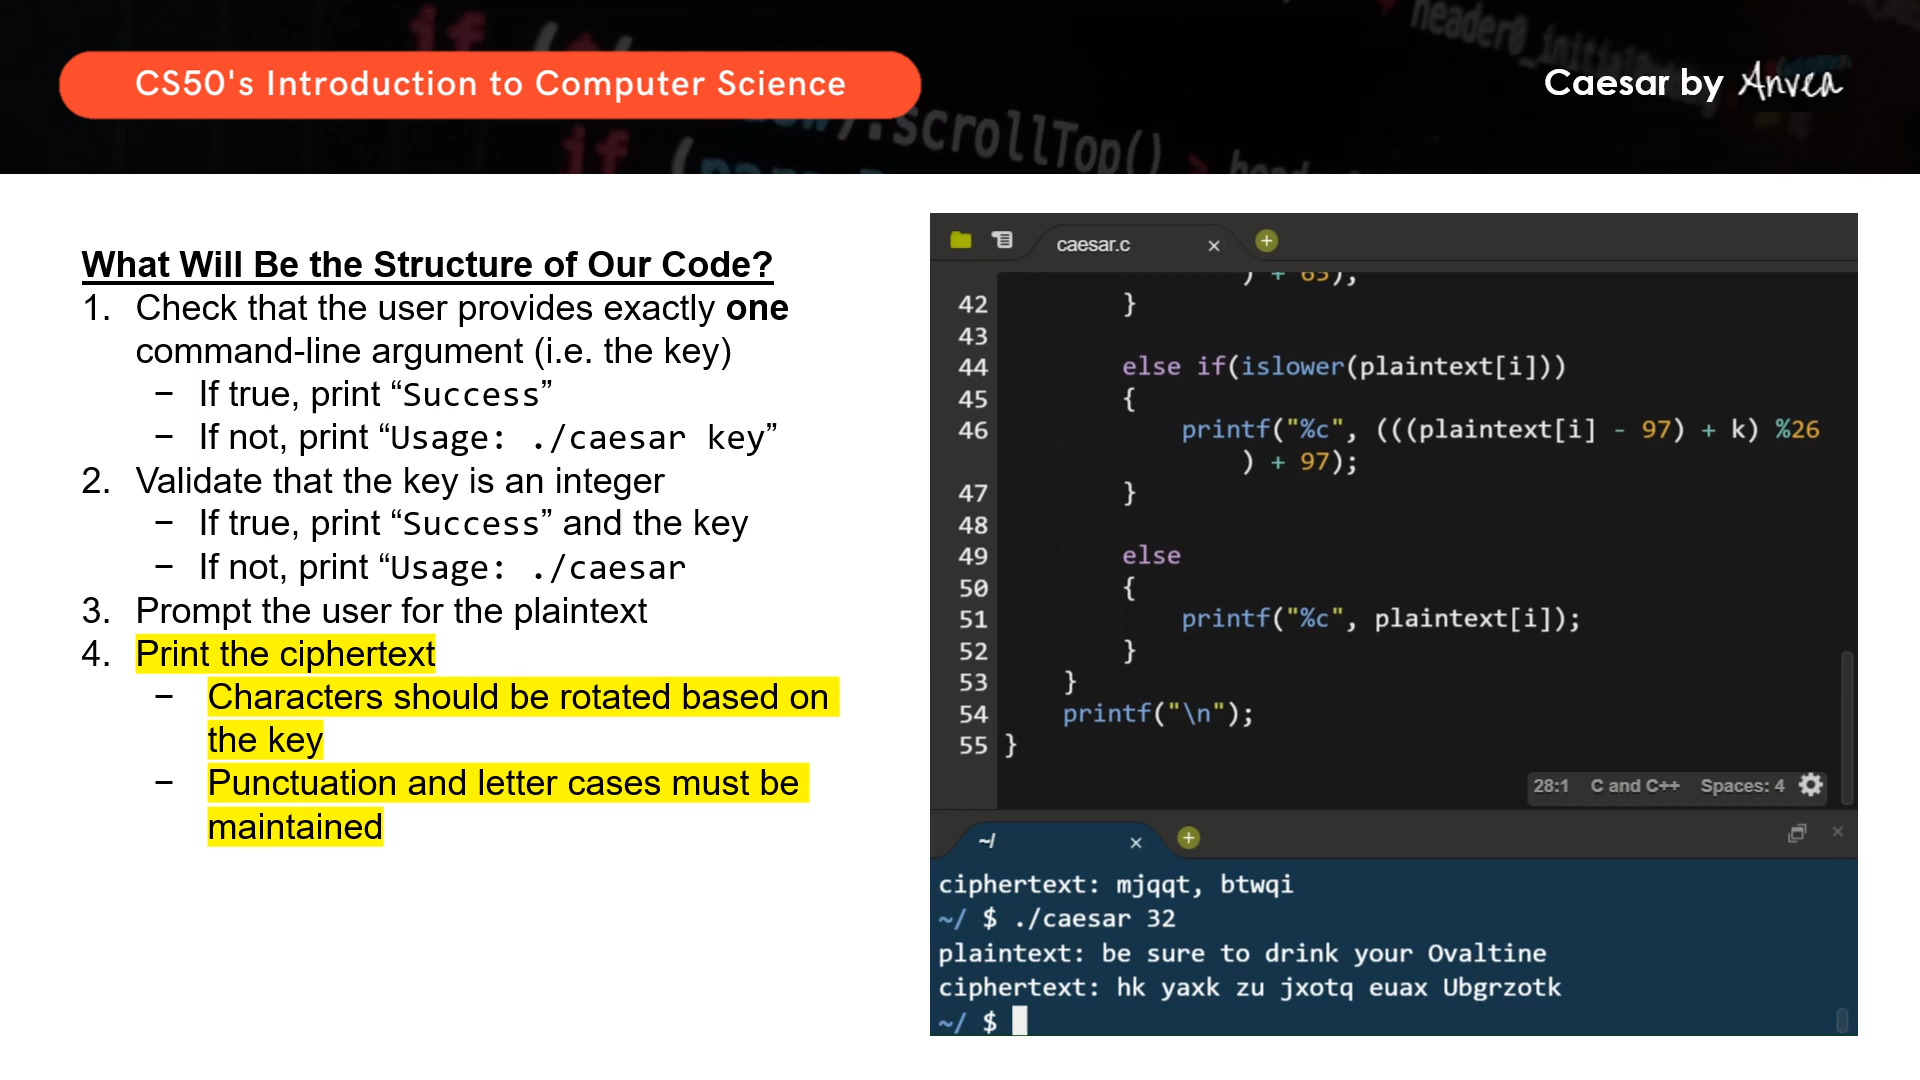 CS50's Introduction to Computer Science
Caesar by Anvea
if (
header0_initial
.scrollTop() > header
if (
What Will Be the Structure of Our Code?
1. Check that the user provides exactly one
command-line argument (i.e. the key)
− If true, print “Success”
− If not, print “Usage: ./caesar key”
2. Validate that the key is an integer
− If true, print “Success” and the key
− If not, print “Usage: ./caesar
3. Prompt the user for the plaintext
4. Print the ciphertext
− Characters should be rotated based on
the key
− Punctuation and letter cases must be
maintained
caesar.c
) + 65);
42 }
43
44 else if(islower(plaintext[i]))
45 {
46 printf("%c", (((plaintext[i] - 97) + k) %26
) + 97);
47 }
48
49 else
50 {
51 printf("%c", plaintext[i]);
52 }
53 }
54 printf("\n");
55 }
28:1 C and C++ Spaces: 4
~/
ciphertext: mjqqt, btwqi
~/ $ ./caesar 32
plaintext: be sure to drink your Ovaltine
ciphertext: hk yaxk zu jxotq euax Ubgrzotk
~/ $